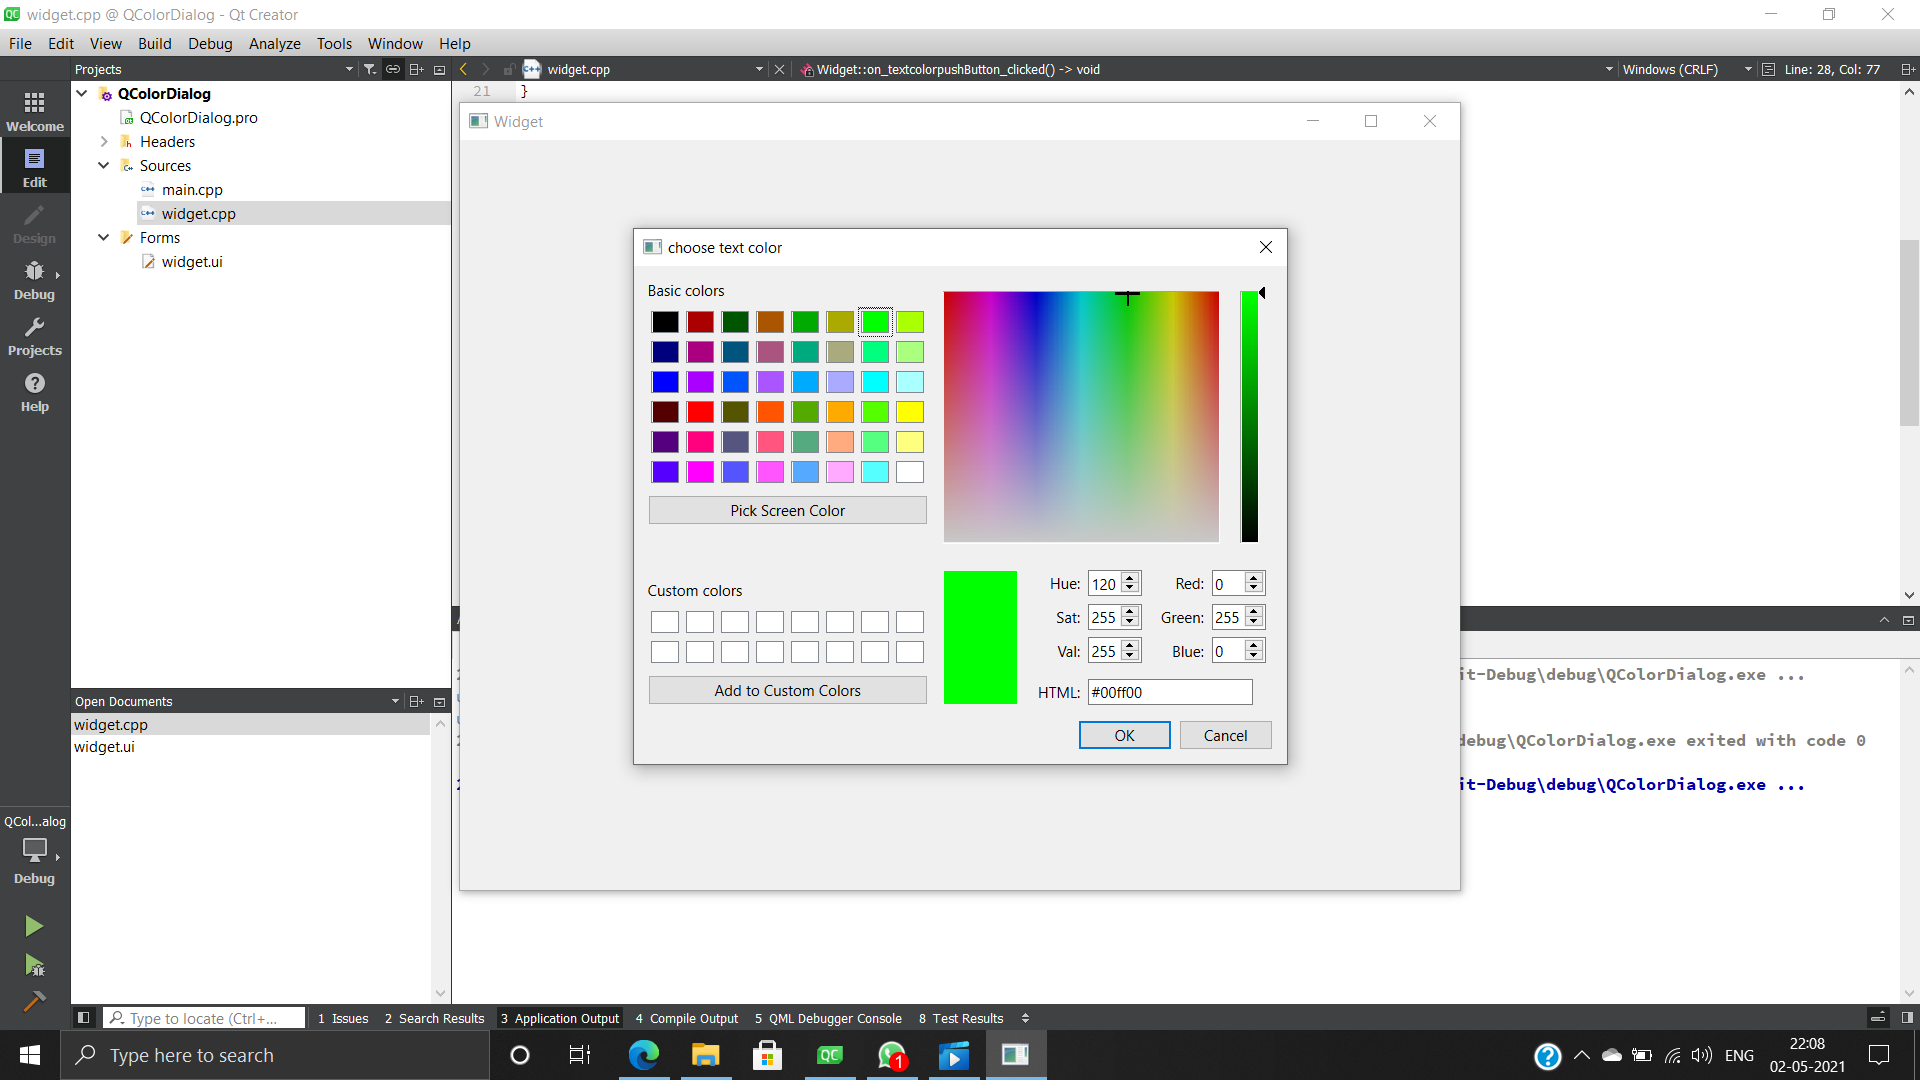 widget.cpp @ QColorDialog - Qt Creator
File Edit View Build Debug Analyze Tools Window Help
Projects
widget.cpp
Widget::on_textcolorpushButton_clicked() -> void
Windows (CRLF)
Line: 28, Col: 77
Welcome
Edit
Design
Debug
Projects
Help
QColorDialog
QColorDialog.pro
Headers
Sources
main.cpp
widget.cpp
Forms
widget.ui
21 }
Widget
choose text color
Basic colors
Pick Screen Color
Custom colors
Add to Custom Colors
Hue: 120 Red: 0
Sat: 255 Green: 255
Val: 255 Blue: 0
HTML: #00ff00
OK Cancel
it-Debug\debug\QColorDialog.exe ...
debug\QColorDialog.exe exited with code 0
it-Debug\debug\QColorDialog.exe ...
Open Documents
widget.cpp
widget.ui
QCol...alog
Debug
Type to locate (Ctrl+...
1 Issues 2 Search Results 3 Application Output 4 Compile Output 5 QML Debugger Console 8 Test Results
Type here to search
QC
1
ENG
22:08
02-05-2021